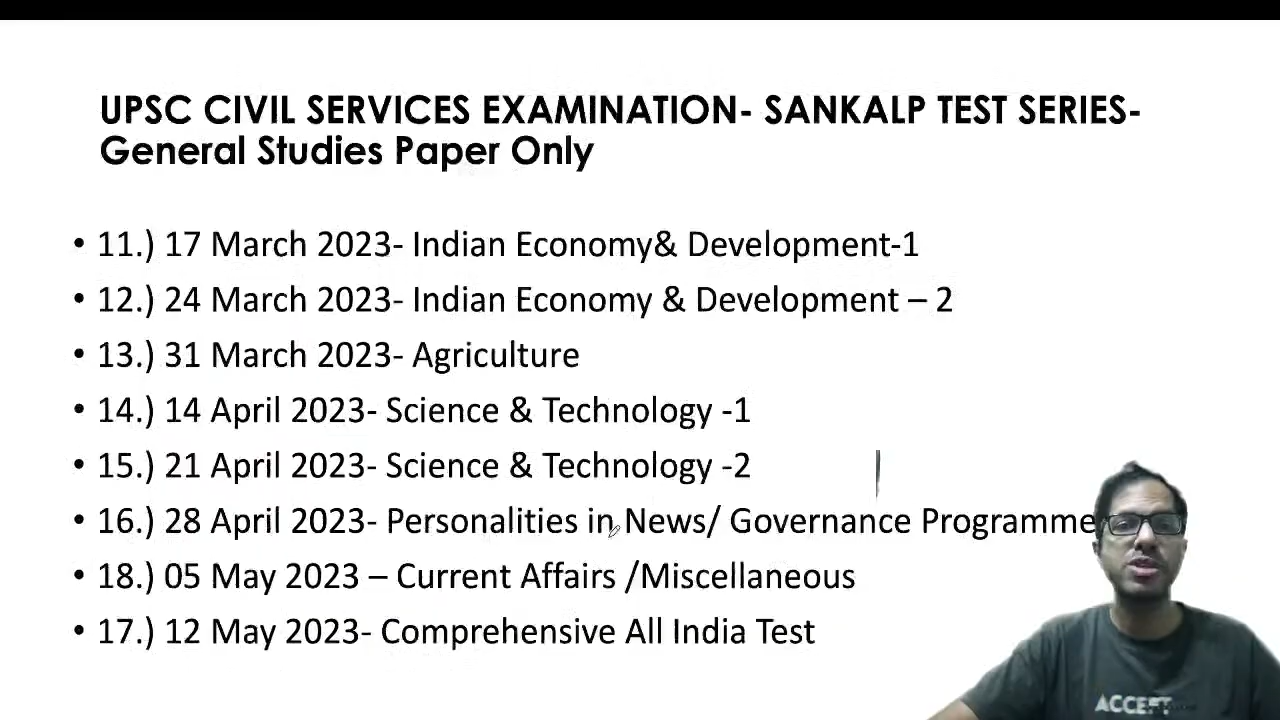 UPSC CIVIL SERVICES EXAMINATION- SANKALP TEST SERIES-
General Studies Paper Only
• 11.) 17 March 2023- Indian Economy& Development-1
• 12.) 24 March 2023- Indian Economy & Development – 2
• 13.) 31 March 2023- Agriculture
• 14.) 14 April 2023- Science & Technology -1
• 15.) 21 April 2023- Science & Technology -2
• 16.) 28 April 2023- Personalities in News/ Governance Programme
• 18.) 05 May 2023 – Current Affairs /Miscellaneous
• 17.) 12 May 2023- Comprehensive All India Test
ACCEPT